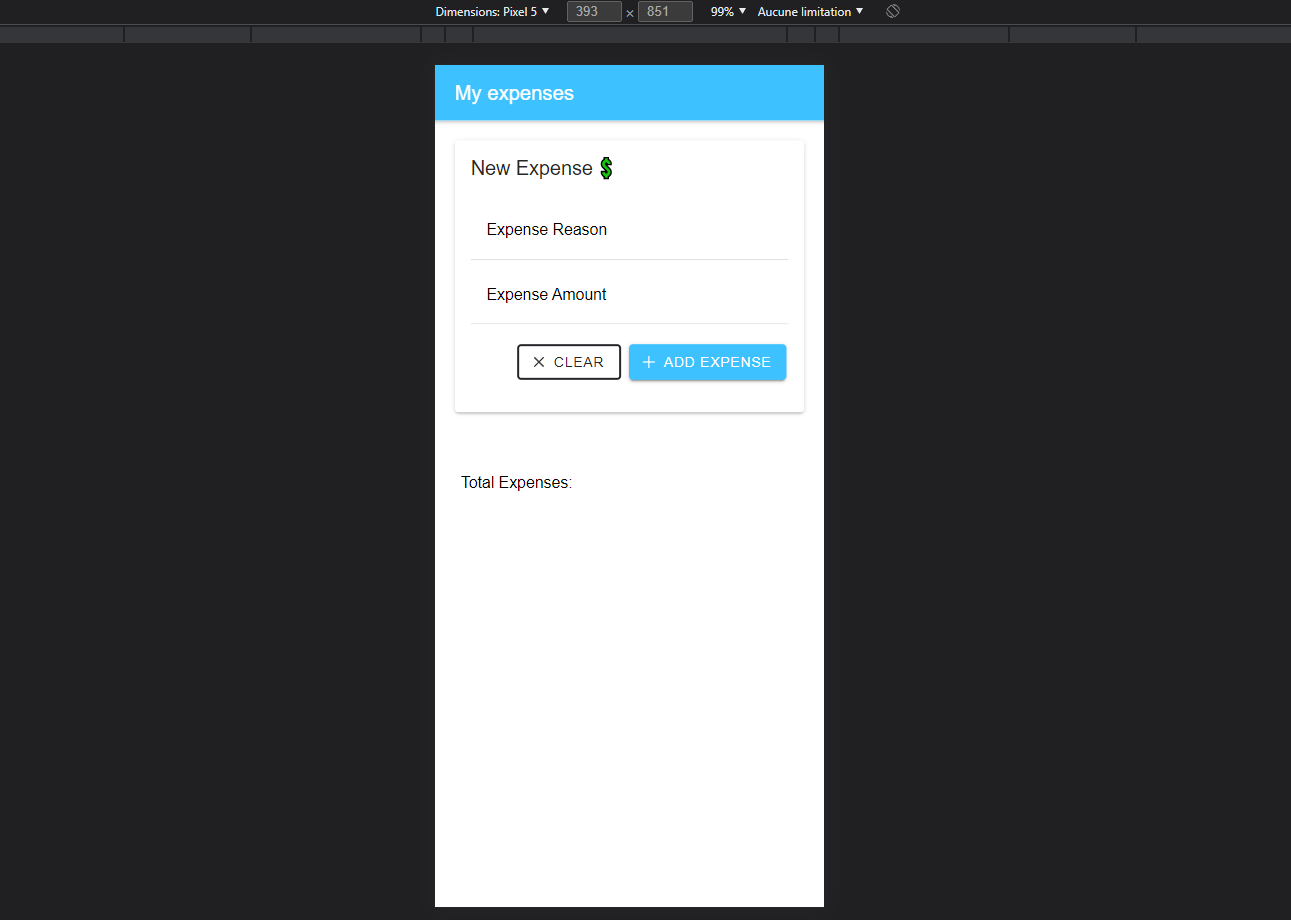 Dimensions: Pixel 5 ▼ 393 × 851 99% ▼ Aucune limitation ▼
My expenses
New Expense 💲
Expense Reason
Expense Amount
CLEAR ADD EXPENSE
Total Expenses: